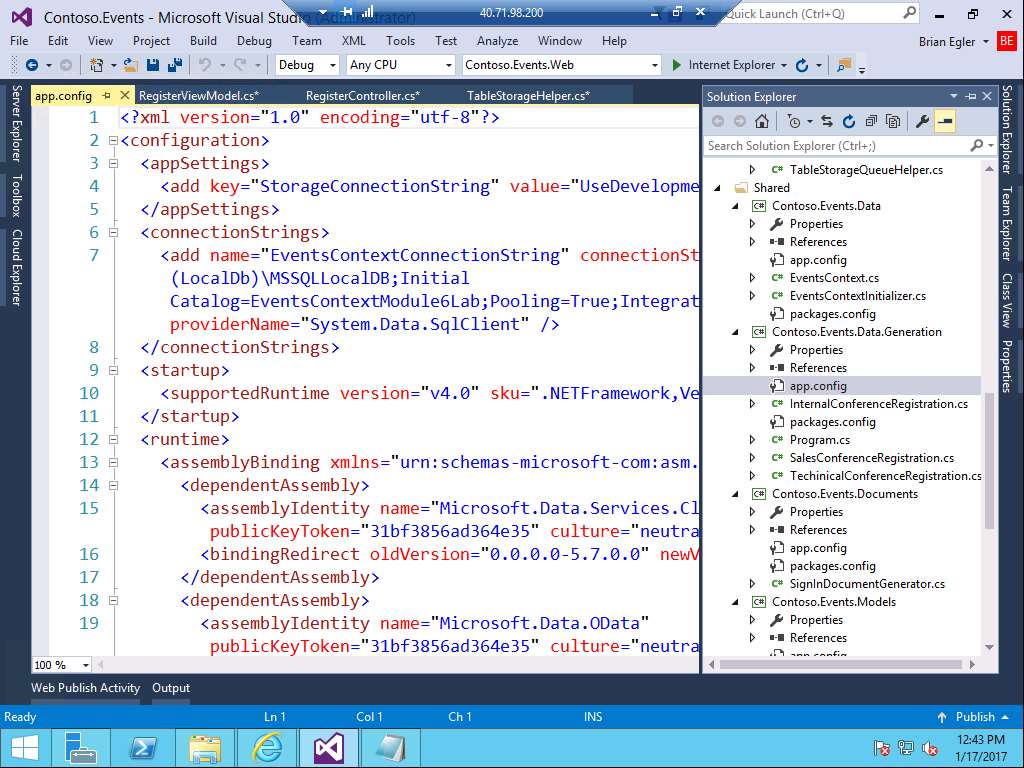 Contoso.Events - Microsoft Visual Studio (Administrator)
40.71.98.200
Quick Launch (Ctrl+Q)
File Edit View Project Build Debug Team XML Tools Test Analyze Window Help
Brian Egler
BE
Debug Any CPU Contoso.Events.Web Internet Explorer
Server Explorer
Toolbox
Cloud Explorer
app.config RegisterViewModel.cs* RegisterController.cs* TableStorageHelper.cs*
1 <?xml version="1.0" encoding="utf-8"?>
2 <configuration>
3 <appSettings>
4 <add key="StorageConnectionString" value="UseDevelopme
5 </appSettings>
6 <connectionStrings>
7 <add name="EventsContextConnectionString" connectionSt
(LocalDb)\MSSQLLocalDB;Initial
Catalog=EventsContextModule6Lab;Pooling=True;Integrat
providerName="System.Data.SqlClient" />
8 </connectionStrings>
9 <startup>
10 <supportedRuntime version="v4.0" sku=".NETFramework,Ve
11 </startup>
12 <runtime>
13 <assemblyBinding xmlns="urn:schemas-microsoft-com:asm.
14 <dependentAssembly>
15 <assemblyIdentity name="Microsoft.Data.Services.Cl
publicKeyToken="31bf3856ad364e35" culture="neutra
16 <bindingRedirect oldVersion="0.0.0.0-5.7.0.0" newV
17 </dependentAssembly>
18 <dependentAssembly>
19 <assemblyIdentity name="Microsoft.Data.OData"
publicKeyToken="31bf3856ad364e35" culture="neutra
100 %
Solution Explorer
Search Solution Explorer (Ctrl+;)
C# TableStorageQueueHelper.cs
Shared
C# Contoso.Events.Data
Properties
References
app.config
C# EventsContext.cs
C# EventsContextInitializer.cs
packages.config
C# Contoso.Events.Data.Generation
Properties
References
app.config
C# InternalConferenceRegistration.cs
packages.config
C# Program.cs
C# SalesConferenceRegistration.cs
C# TechinicalConferenceRegistration.cs
C# Contoso.Events.Documents
Properties
References
app.config
packages.config
C# SignInDocumentGenerator.cs
C# Contoso.Events.Models
Properties
References
app.config
Solution Explorer
Team Explorer
Class View
Properties
Web Publish Activity Output
Ready Ln 1 Col 1 Ch 1 INS Publish
12:43 PM
1/17/2017